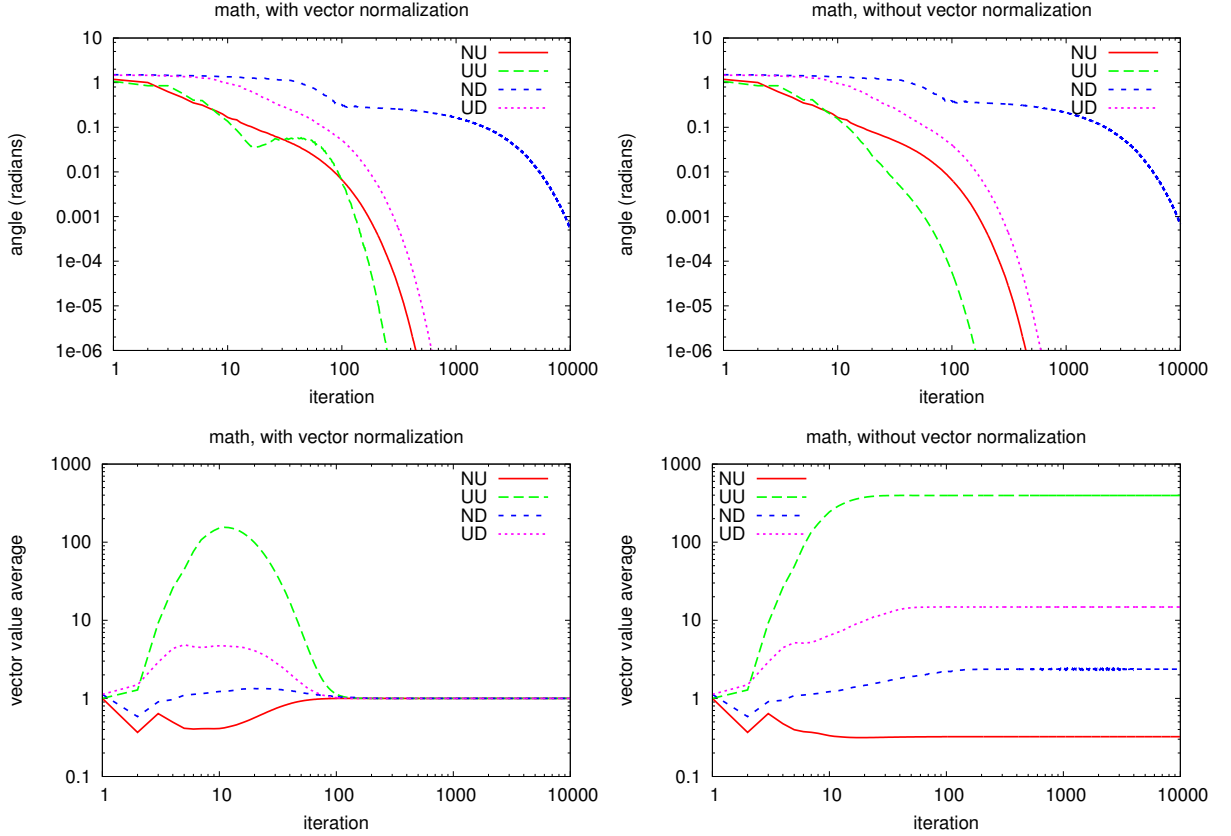 math, with vector normalization
angle (radians)
10
1
0.1
0.01
0.001
1e-04
1e-05
1e-06
NU
UU
ND
UD
1 10 100 1000 10000
iteration
math, without vector normalization
angle (radians)
10
1
0.1
0.01
0.001
1e-04
1e-05
1e-06
NU
UU
ND
UD
1 10 100 1000 10000
iteration
math, with vector normalization
vector value average
1000
100
10
1
0.1
NU
UU
ND
UD
1 10 100 1000 10000
iteration
math, without vector normalization
vector value average
1000
100
10
1
0.1
NU
UU
ND
UD
1 10 100 1000 10000
iteration